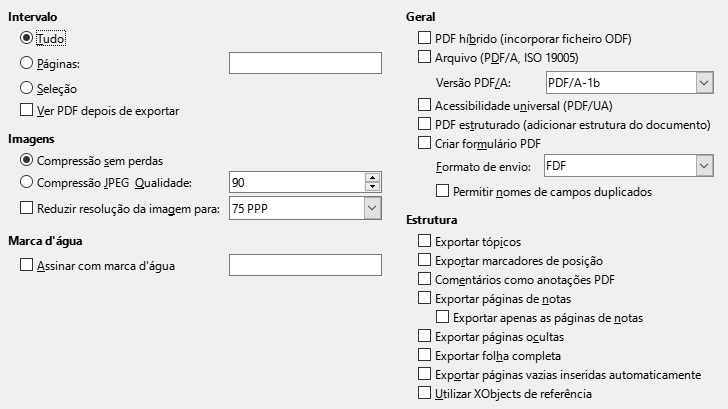 Intervalo
Tudo
Páginas:
Seleção
Ver PDF depois de exportar
Imagens
Compressão sem perdas
Compressão JPEG Qualidade: 90
Reduzir resolução da imagem para: 75 PPP
Marca d'água
Assinar com marca d'água
Geral
PDF híbrido (incorporar ficheiro ODF)
Arquivo (PDF/A, ISO 19005)
Versão PDF/A: PDF/A-1b
Acessibilidade universal (PDF/UA)
PDF estruturado (adicionar estrutura do documento)
Criar formulário PDF
Formato de envio: FDF
Permitir nomes de campos duplicados
Estrutura
Exportar tópicos
Exportar marcadores de posição
Comentários como anotações PDF
Exportar páginas de notas
Exportar apenas as páginas de notas
Exportar páginas ocultas
Exportar folha completa
Exportar páginas vazias inseridas automaticamente
Utilizar XObjects de referência